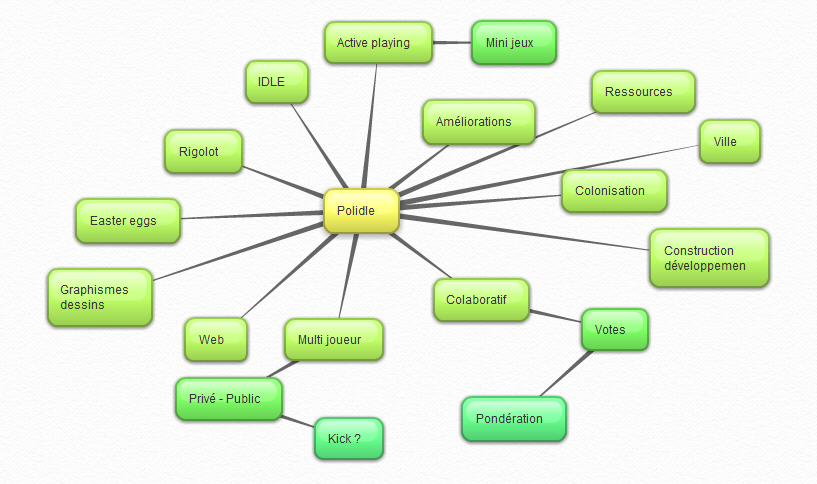 Active playing
Mini jeux
IDLE
Ressources
Améliorations
Ville
Rigolot
Colonisation
Polidle
Easter eggs
Construction
développemen
Graphismes
dessins
Colaboratif
Votes
Web
Multi joueur
Privé - Public
Pondération
Kick ?